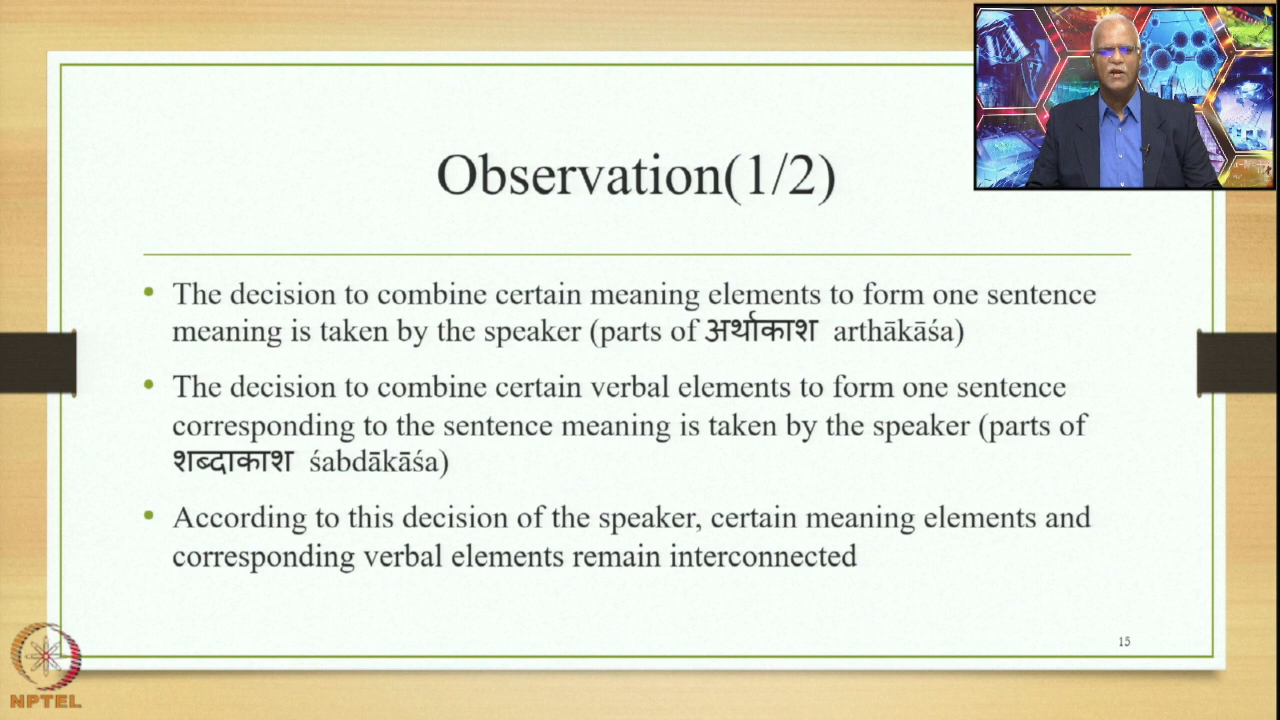 Observation(1/2)
• The decision to combine certain meaning elements to form one sentence
meaning is taken by the speaker (parts of अर्थाकाश arthākāśa)
• The decision to combine certain verbal elements to form one sentence
corresponding to the sentence meaning is taken by the speaker (parts of
शब्दाकाश śabdākāśa)
• According to this decision of the speaker, certain meaning elements and
corresponding verbal elements remain interconnected
15
NPTEL